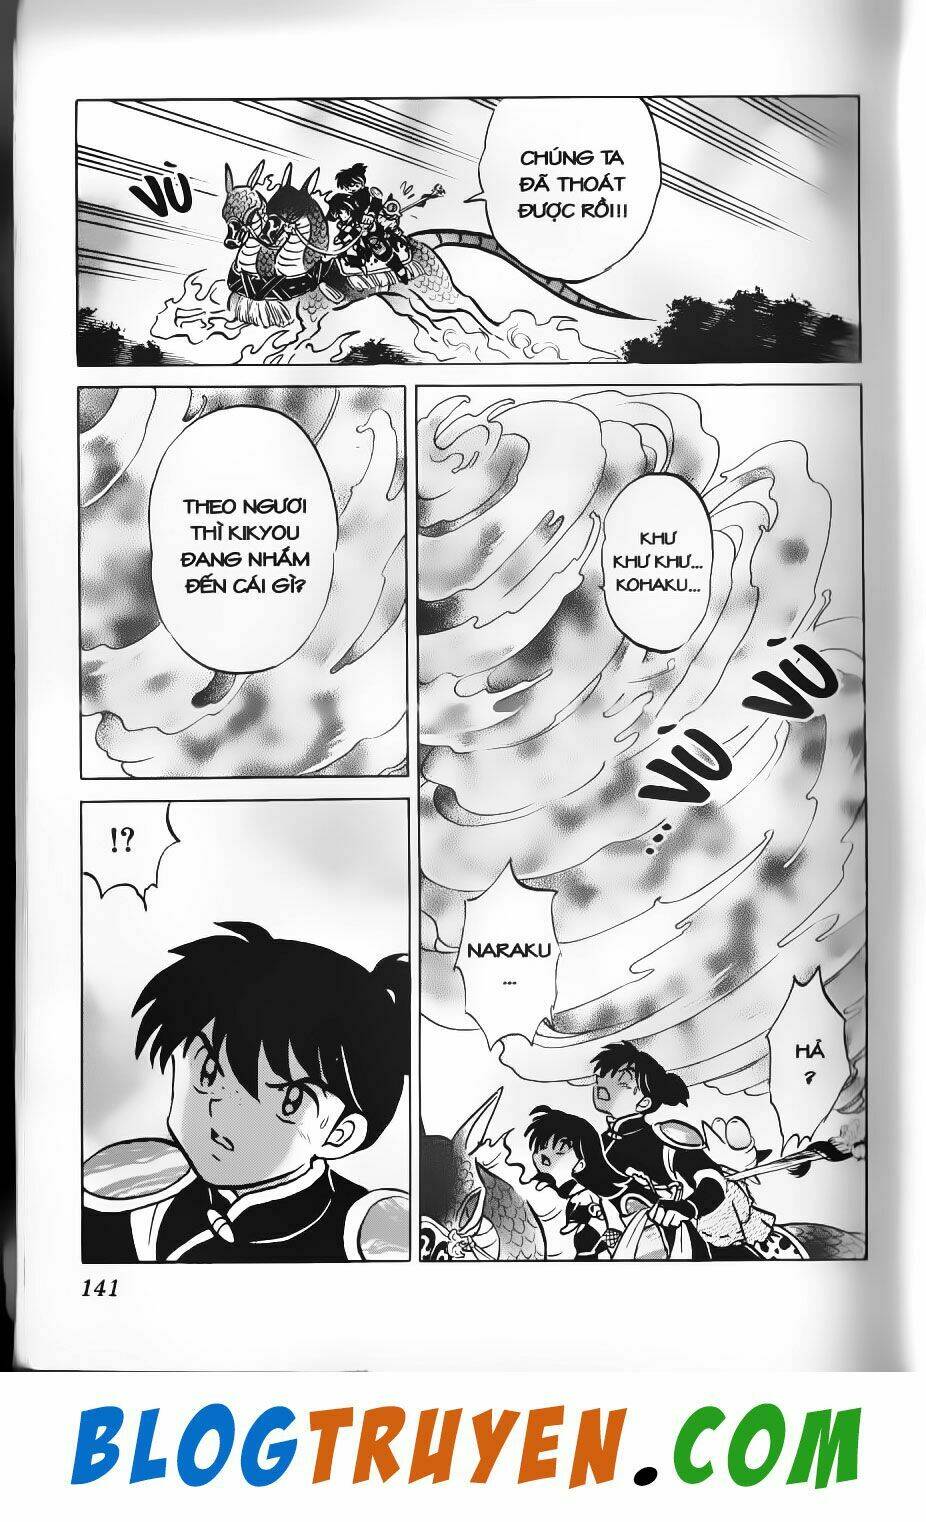 VÙ
CHÚNG TA
ĐÃ THOÁT
ĐƯỢC RỒI!!!
KHƯ
KHƯ KHƯ...
KOHAKU...
VÙ VÙ
...
NARAKU
...
HẢ
?
THEO NGƯƠI
THÌ KIKYOU
ĐANG NHẮM
ĐẾN CÁI GÌ?
!?
141
BLOGTRUYEN.COM